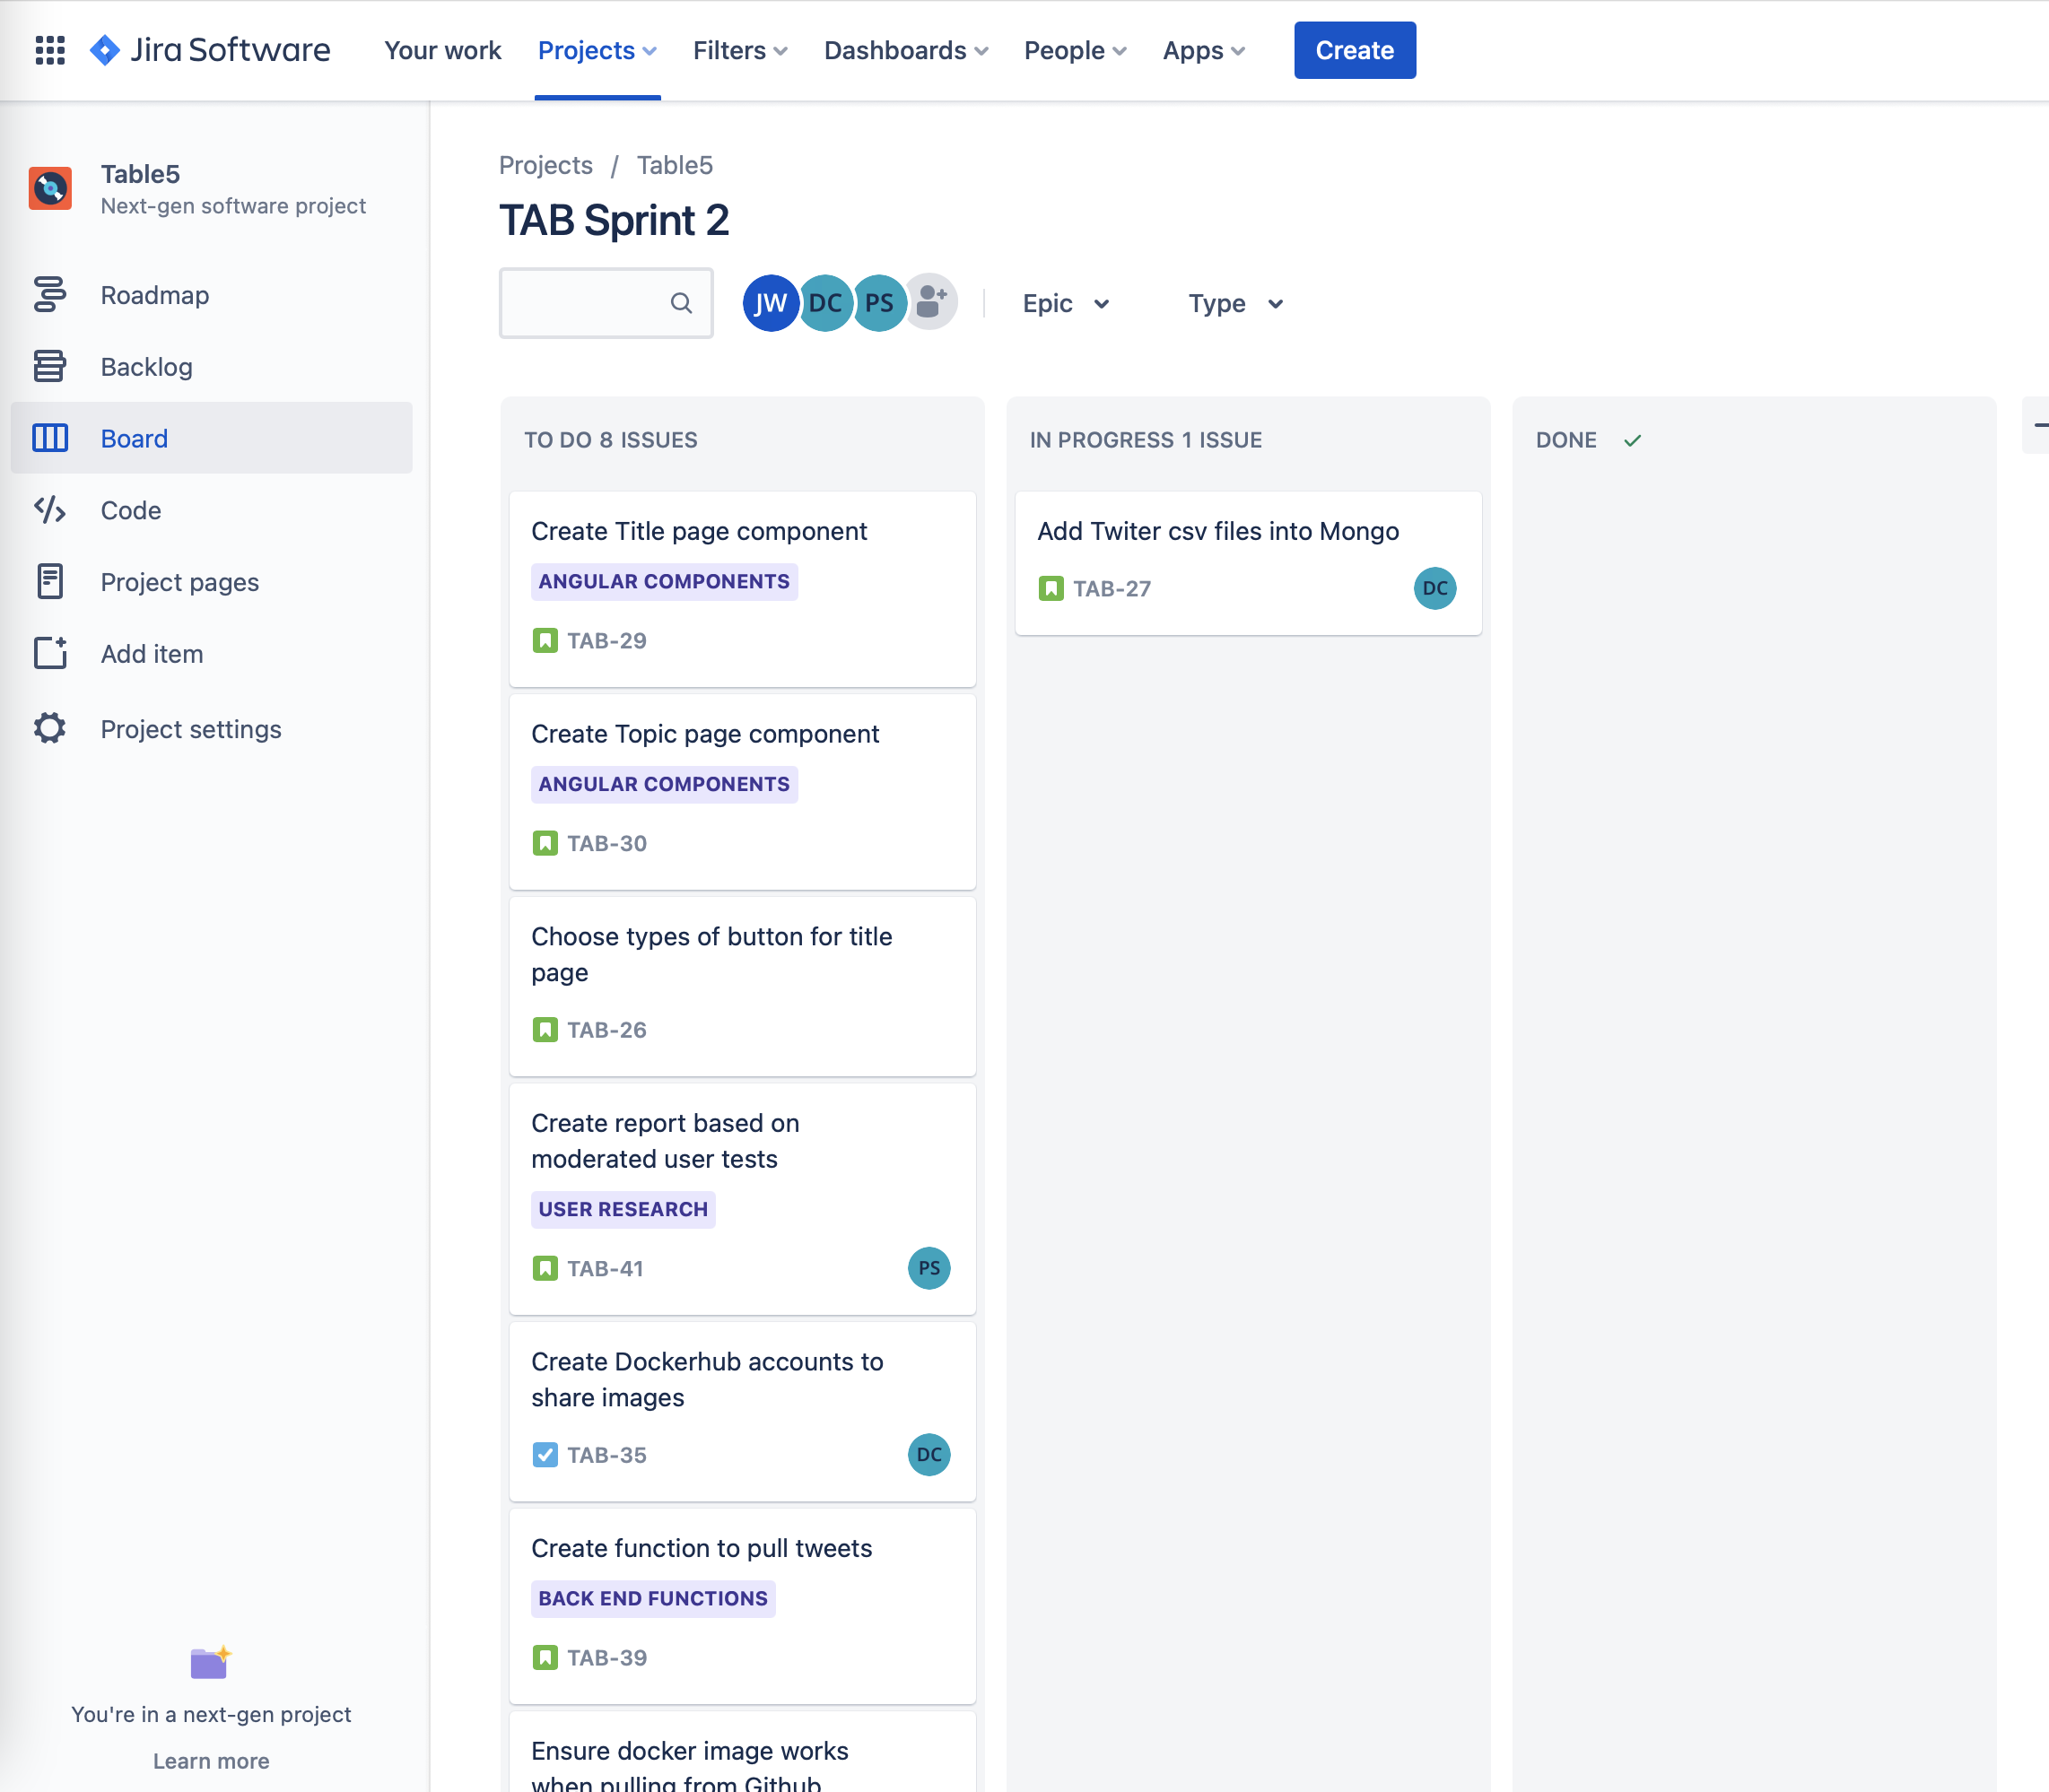 Jira Software
Your work
Projects
Filters
Dashboards
People
Apps
Create
Table5
Next-gen software project
Roadmap
Backlog
Board
Code
Project pages
Add item
Project settings
You're in a next-gen project
Learn more
Projects / Table5
TAB Sprint 2
JW
DC
PS
Epic
Type
TO DO 8 ISSUES
Create Title page component
ANGULAR COMPONENTS
TAB-29
Create Topic page component
ANGULAR COMPONENTS
TAB-30
Choose types of button for title
page
TAB-26
Create report based on
moderated user tests
USER RESEARCH
TAB-41
PS
Create Dockerhub accounts to
share images
TAB-35
DC
Create function to pull tweets
BACK END FUNCTIONS
TAB-39
Ensure docker image works
when pulling from Github
IN PROGRESS 1 ISSUE
Add Twiter csv files into Mongo
TAB-27
DC
DONE